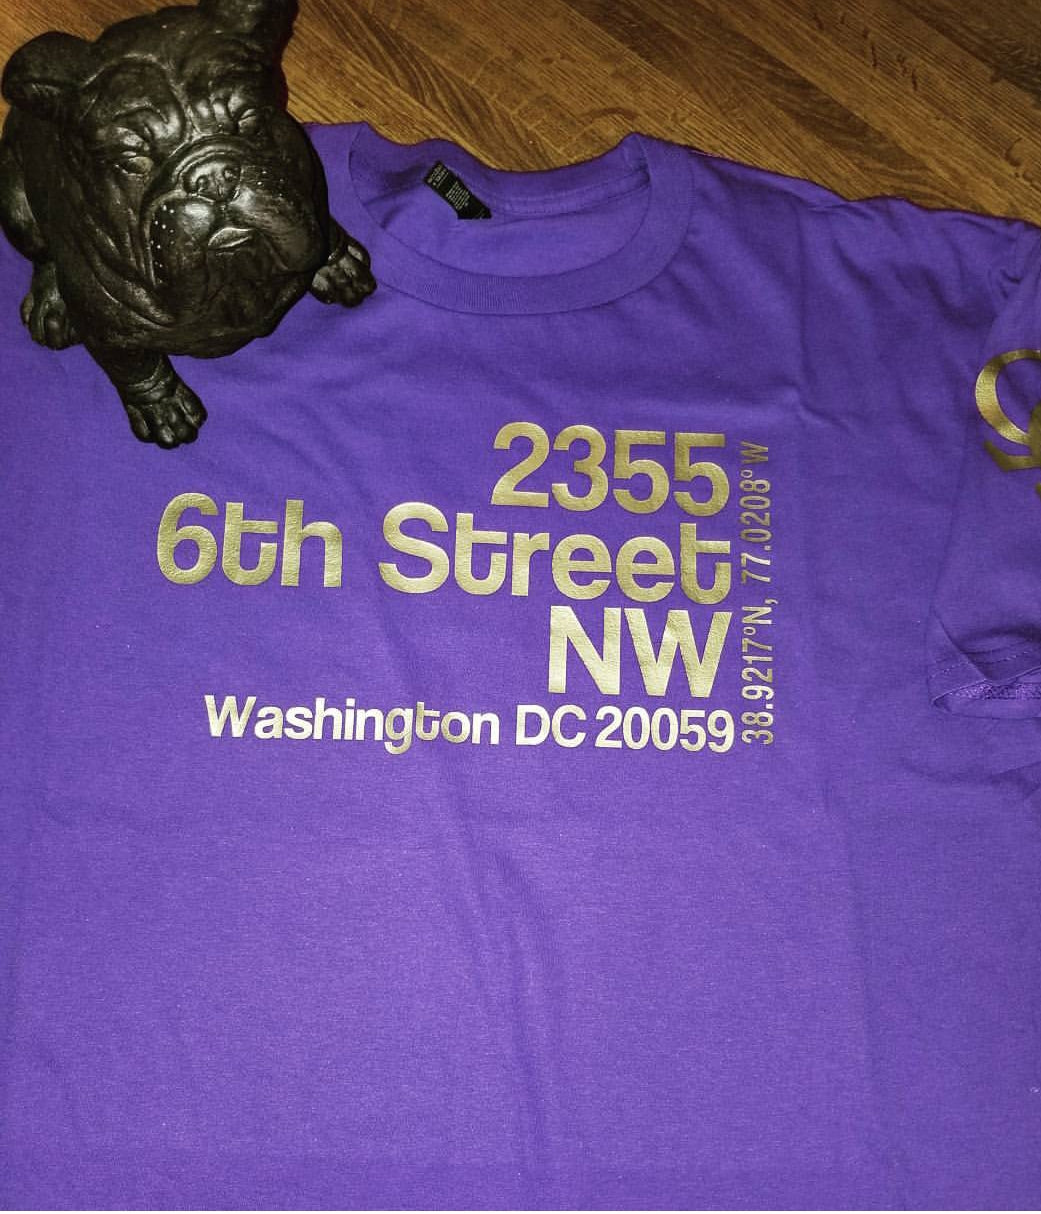 2355
6th Street
NW
Washington DC 20059
38.9217°N, 77.0208°W